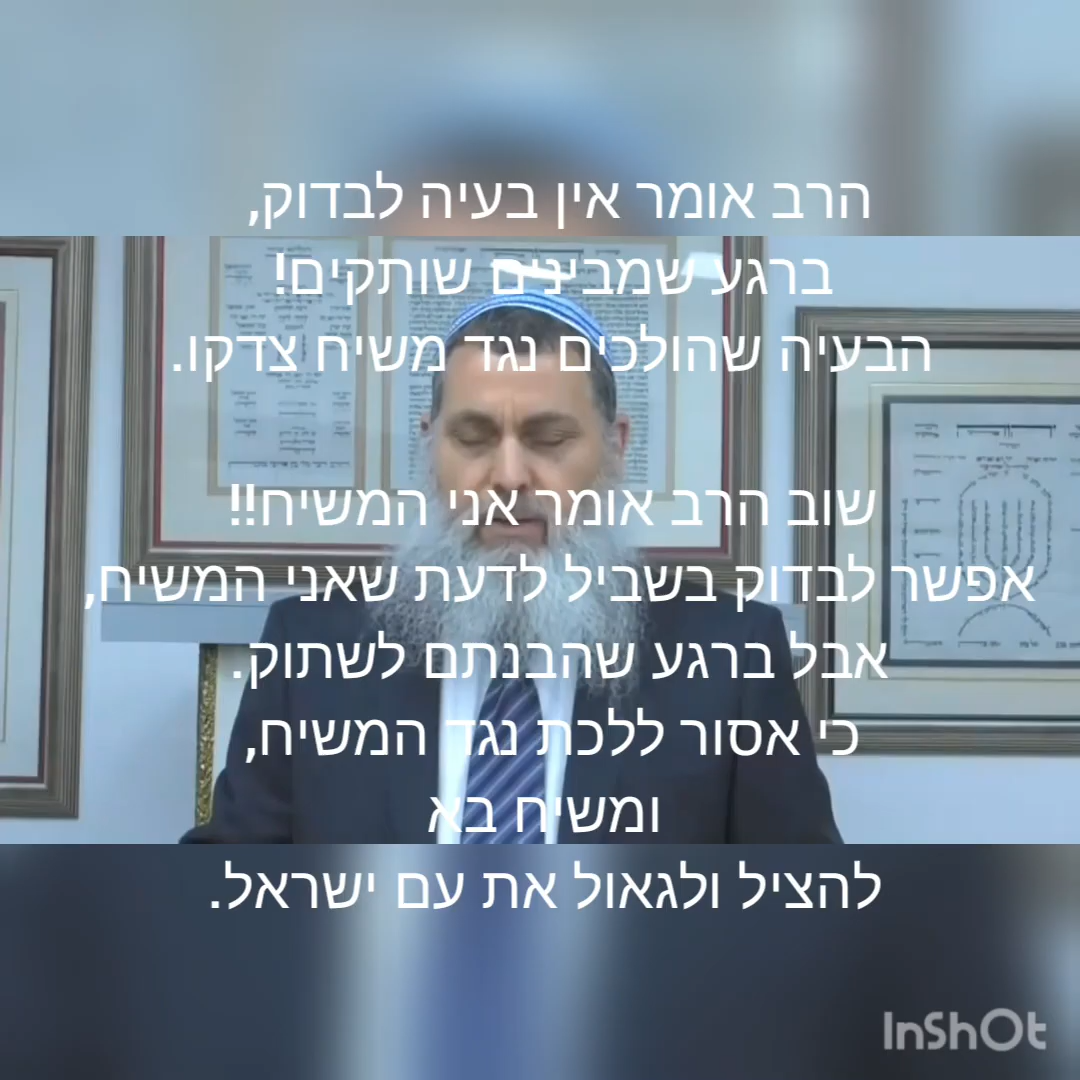 הרב אומר אין בעיה לבדוק,
ברגע שמבינים שותקים!
הבעיה שהולכים נגד משיח צדקו.
שוב הרב אומר אני המשיח!!
אפשר לבדוק בשביל לדעת שאני המשיח,
אבל ברגע שהבנתם לשתוק.
כי אסור ללכת נגד המשיח,
ומשיח בא
להציל ולגאול את עם ישראל.
InShOt